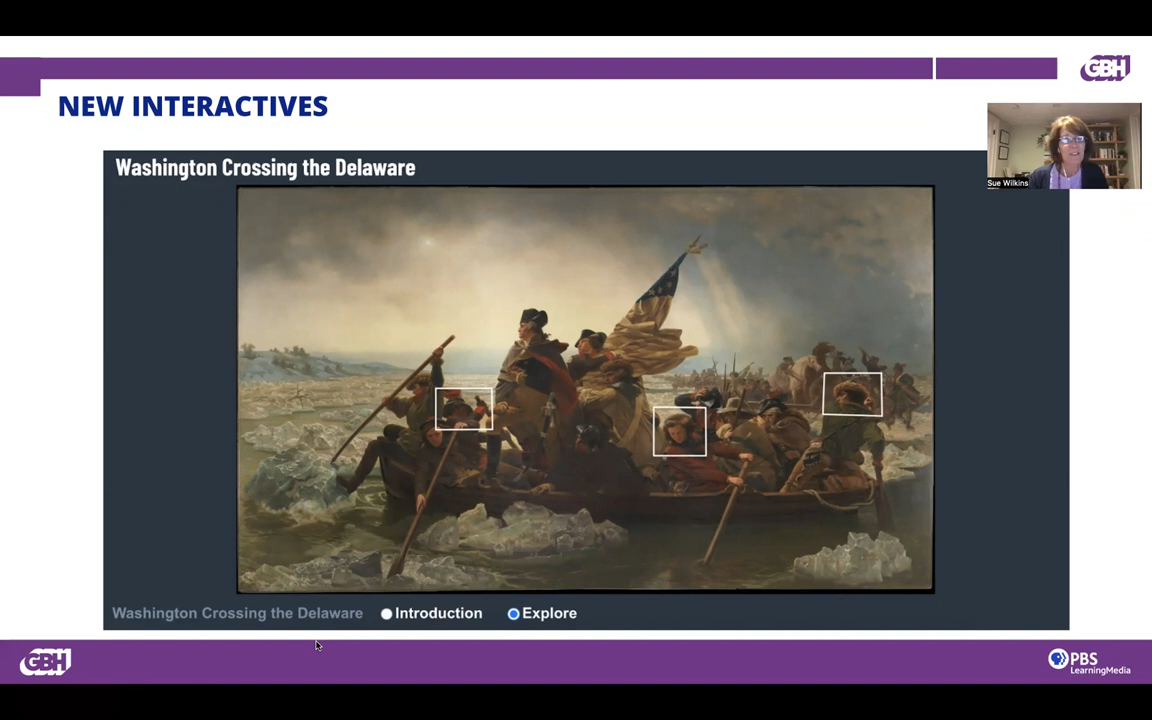 GBH
NEW INTERACTIVES
Sue Wilkins
Washington Crossing the Delaware
Washington Crossing the Delaware Introduction Explore
GBH
PBS
LearningMedia